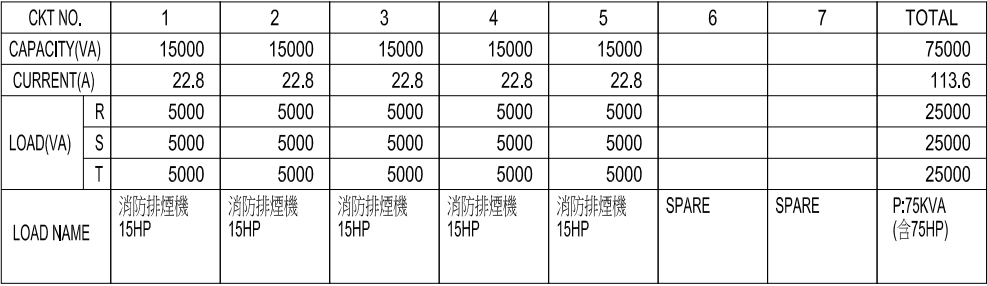 CKT NO. 1 2 3 4 5 6 7 TOTAL
CAPACITY(VA) 15000 15000 15000 15000 15000 75000
CURRENT(A) 22.8 22.8 22.8 22.8 22.8 113.6
R 5000 5000 5000 5000 5000 25000
LOAD(VA) S 5000 5000 5000 5000 5000 25000
T 5000 5000 5000 5000 5000 25000
消防排煙機 消防排煙機 消防排煙機 消防排煙機 消防排煙機 SPARE SPARE P:75KVA
LOAD NAME 15HP 15HP 15HP 15HP 15HP (含75HP)